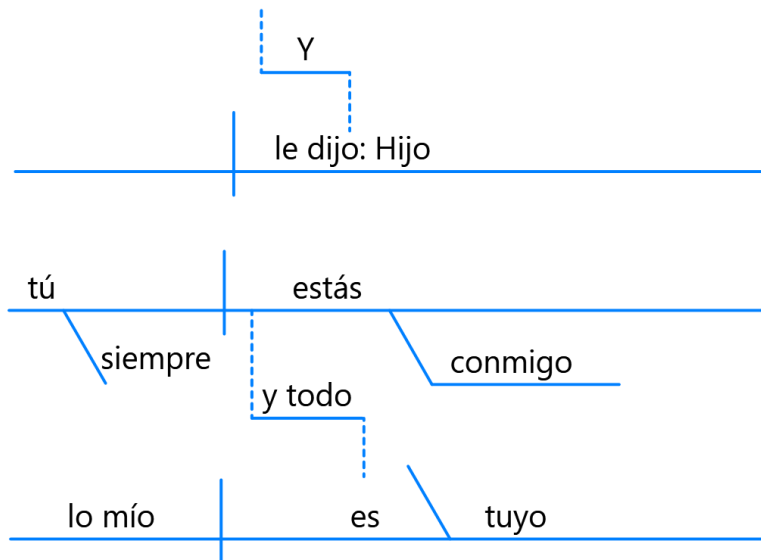 Y
le dijo: Hijo
tú estás
siempre conmigo
y todo
lo mío es tuyo